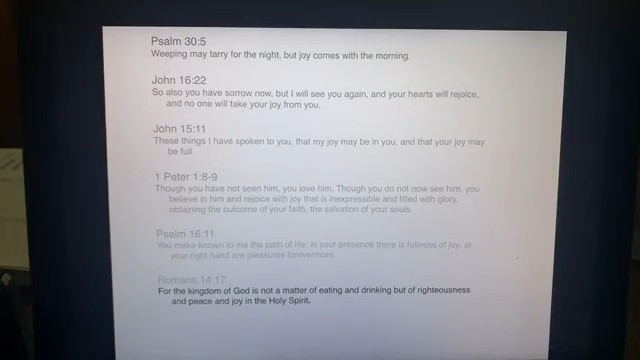 Psalm 30:5
Weeping may tarry for the night, but joy comes with the morning.
John 16:22
So also you have sorrow now, but I will see you again, and your hearts will rejoice,
and no one will take your joy from you.
John 15:11
These things I have spoken to you, that my joy may be in you, and that your joy may
be full.
1 Peter 1:8-9
Though you have not seen him, you love him. Though you do not now see him, you
believe in him and rejoice with joy that is inexpressible and filled with glory,
obtaining the outcome of your faith, the salvation of your souls.
Psalm 16:11
You make known to me the path of life; in your presence there is fullness of joy; at
your right hand are pleasures forevermore.
Romans 14:17
For the kingdom of God is not a matter of eating and drinking but of righteousness
and peace and joy in the Holy Spirit.